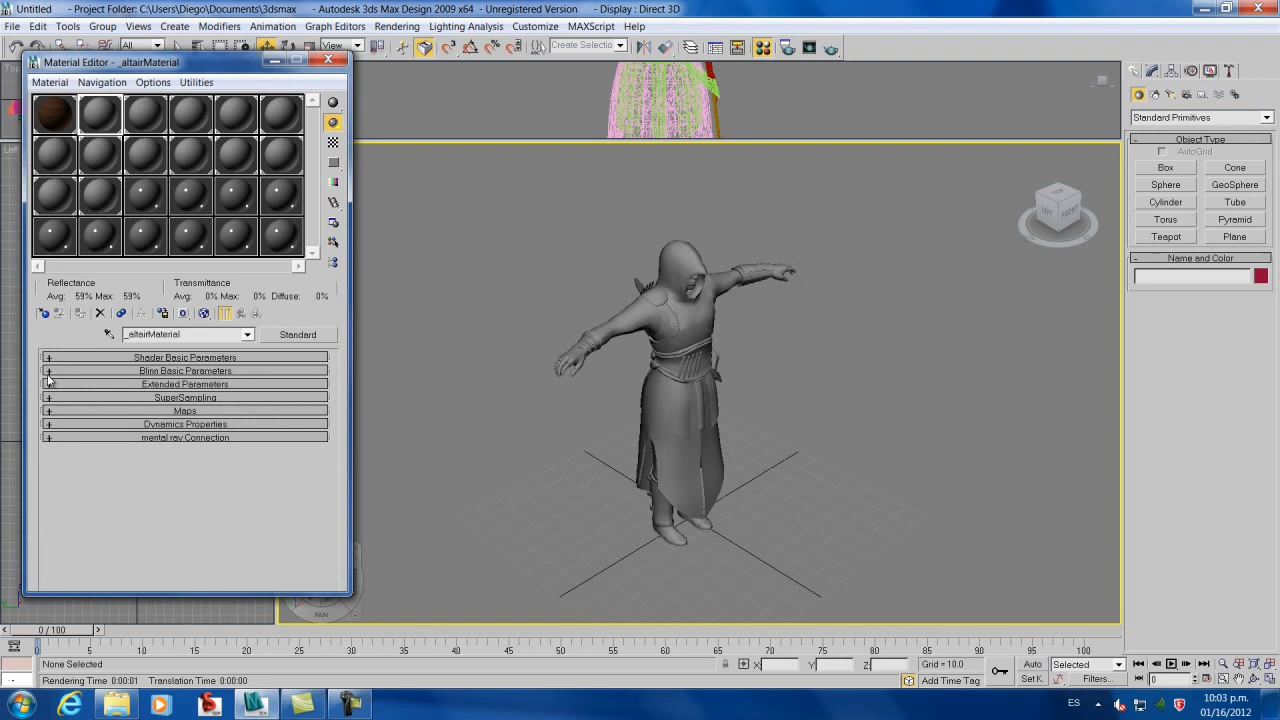 Untitled - Project Folder: C:\Users\Diego\Documents\3dsmax - Autodesk 3ds Max Design 2009 x64 - Unregistered Version - Display : Direct 3D
File Edit Tools Group Views Create Modifiers Animation Graph Editors Rendering Lighting Analysis Customize MAXScript Help
All View Create Selectio
Material Editor - _altairMaterial
Material Navigation Options Utilities
Reflectance Transmittance
Avg: 59% Max: 59% Avg: 0% Max: 0% Diffuse: 0%
_altairMaterial Standard
Shader Basic Parameters
Blinn Basic Parameters
Extended Parameters
SuperSampling
Maps
Dynamics Properties
mental ray Connection
FRONT
PAN
Standard Primitives
Object Type
AutoGrid
Box Cone
Sphere GeoSphere
Cylinder Tube
Torus Pyramid
Teapot Plane
Name and Color
0 / 100
0 5 10 15 20 25 30 35 40 45 50 55 60 65 70 75 80 85 90 95 100
None Selected X: Y: Z: Grid = 10.0 Auto Selected
Rendering Time 0:00:01 Translation Time 0:00:00 Add Time Tag Set K. Filters... 0
ES 10:03 p.m.
01/16/2012